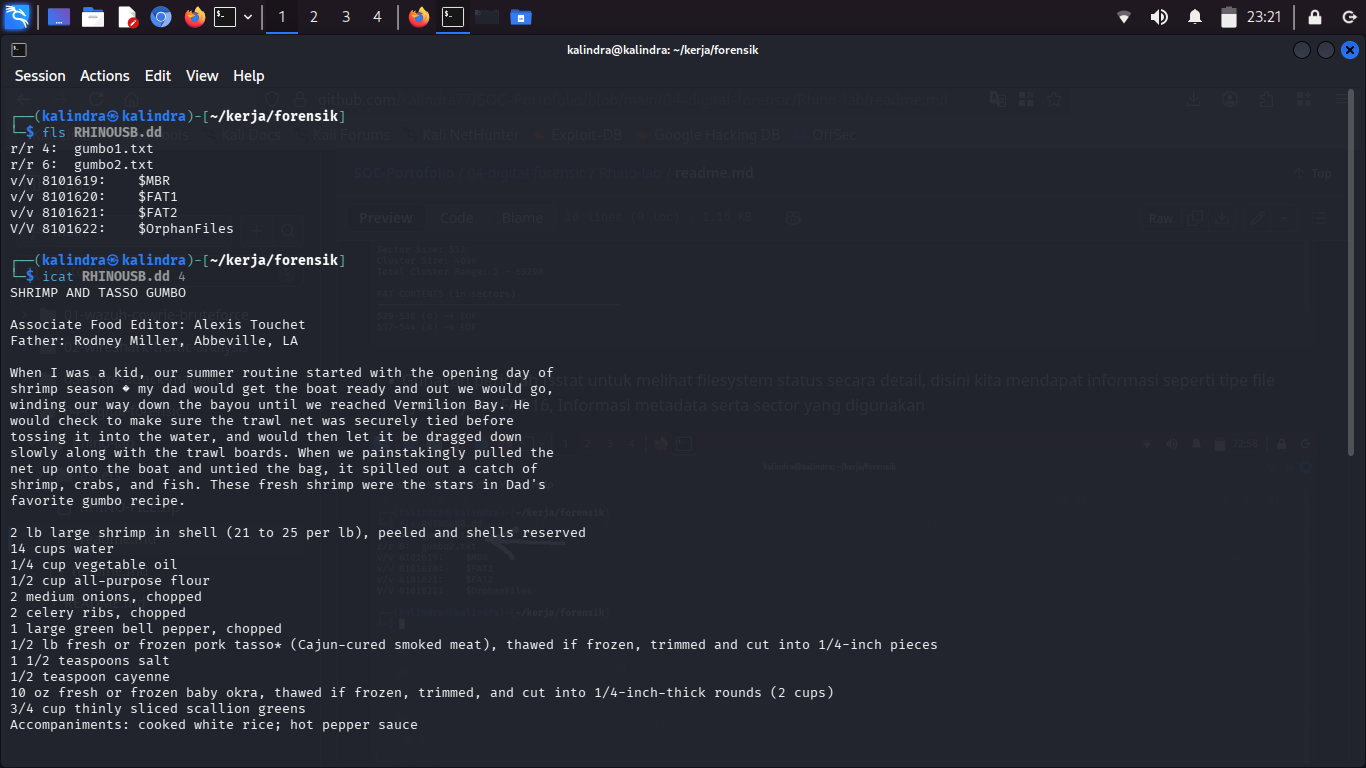 1 2 3 4 23:21
kalindra@kalindra: ~/kerja/forensik
Session Actions Edit View Help
┌──(kalindra㉿kalindra)-[~/kerja/forensik]
└─$ fls RHINOUSB.dd
r/r 4: gumbo1.txt
r/r 6: gumbo2.txt
v/v 8101619: $MBR
v/v 8101620: $FAT1
v/v 8101621: $FAT2
V/V 8101622: $OrphanFiles
┌──(kalindra㉿kalindra)-[~/kerja/forensik]
└─$ icat RHINOUSB.dd 4
SHRIMP AND TASSO GUMBO
Associate Food Editor: Alexis Touchet
Father: Rodney Miller, Abbeville, LA
When I was a kid, our summer routine started with the opening day of
shrimp season � my dad would get the boat ready and out we would go,
winding our way down the bayou until we reached Vermilion Bay. He
would check to make sure the trawl net was securely tied before
tossing it into the water, and would then let it be dragged down
slowly along with the trawl boards. When we painstakingly pulled the
net up onto the boat and untied the bag, it spilled out a catch of
shrimp, crabs, and fish. These fresh shrimp were the stars in Dad's
favorite gumbo recipe.
2 lb large shrimp in shell (21 to 25 per lb), peeled and shells reserved
14 cups water
1/4 cup vegetable oil
1/2 cup all-purpose flour
2 medium onions, chopped
2 celery ribs, chopped
1 large green bell pepper, chopped
1/2 lb fresh or frozen pork tasso* (Cajun-cured smoked meat), thawed if frozen, trimmed and cut into 1/4-inch pieces
1 1/2 teaspoons salt
1/2 teaspoon cayenne
10 oz fresh or frozen baby okra, thawed if frozen, trimmed, and cut into 1/4-inch-thick rounds (2 cups)
3/4 cup thinly sliced scallion greens
Accompaniments: cooked white rice; hot pepper sauce